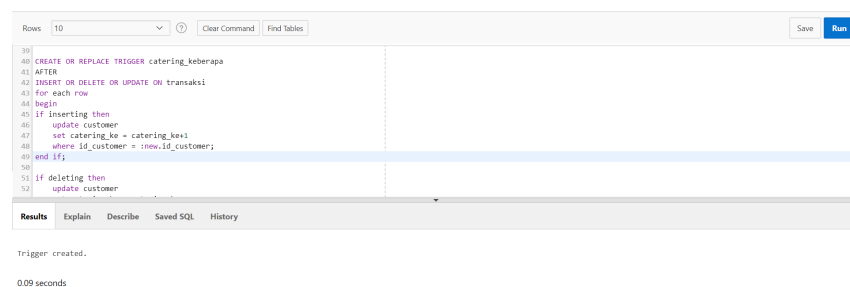 Rows 10 Clear Command Find Tables Save Run
39
40 CREATE OR REPLACE TRIGGER catering_keberapa
41 AFTER
42 INSERT OR DELETE OR UPDATE ON transaksi
43 for each row
44 begin
45 if inserting then
46 update customer
47 set catering_ke = catering_ke+1
48 where id_customer = :new.id_customer;
49 end if;
50
51 if deleting then
52 update customer
Results Explain Describe Saved SQL History
Trigger created.
0.09 seconds